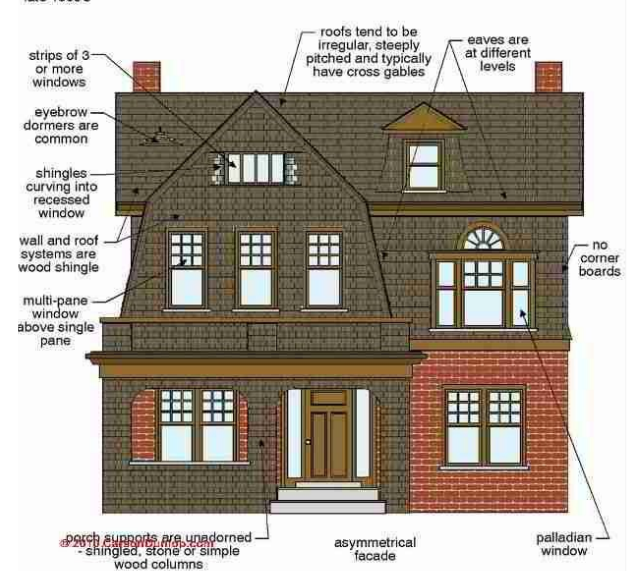 roofs tend to be
irregular, steeply
pitched and typically
have cross gables
eaves are
at different
levels
strips of 3
or more
windows
eyebrow
dormers are
common
shingles
curving into
recessed
window
wall and roof
systems are
wood shingle
no
corner
boards
multi-pane
window
above single
pane
porch supports are unadorned
- shingled, stone or simple
wood columns
asymmetrical
facade
palladian
window